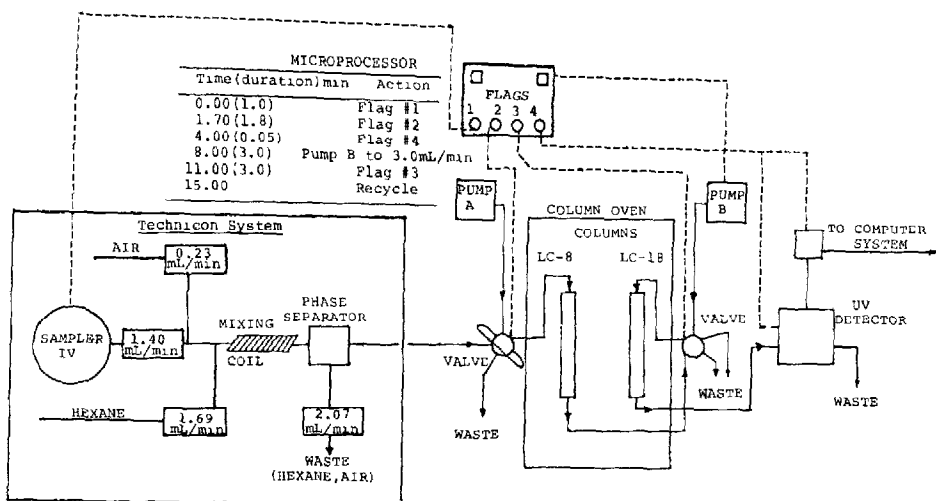 MICROPROCESSOR
Time(duration)min Action
0.00(1.0) Flag #1
1.70(1.8) Flag #2
4.00(0.05) Flag #4
8.00(3.0) Pump B to 3.0mL/min
11.00(3.0) Flag #3
15.00 Recycle
FLAGS
1 2 3 4
PUMP
A
PUMP
B
Technicon System
AIR
0.23
mL/min
SAMPLER
IV
1.40
mL/min
MIXING
COIL
PHASE
SEPARATOR
HEXANE
1.69
mL/min
2.07
mL/min
WASTE
(HEXANE,AIR)
VALVE
WASTE
COLUMN OVEN
COLUMNS
LC-8
LC-18
VALVE
WASTE
TO COMPUTER
SYSTEM
UV
DETECTOR
WASTE